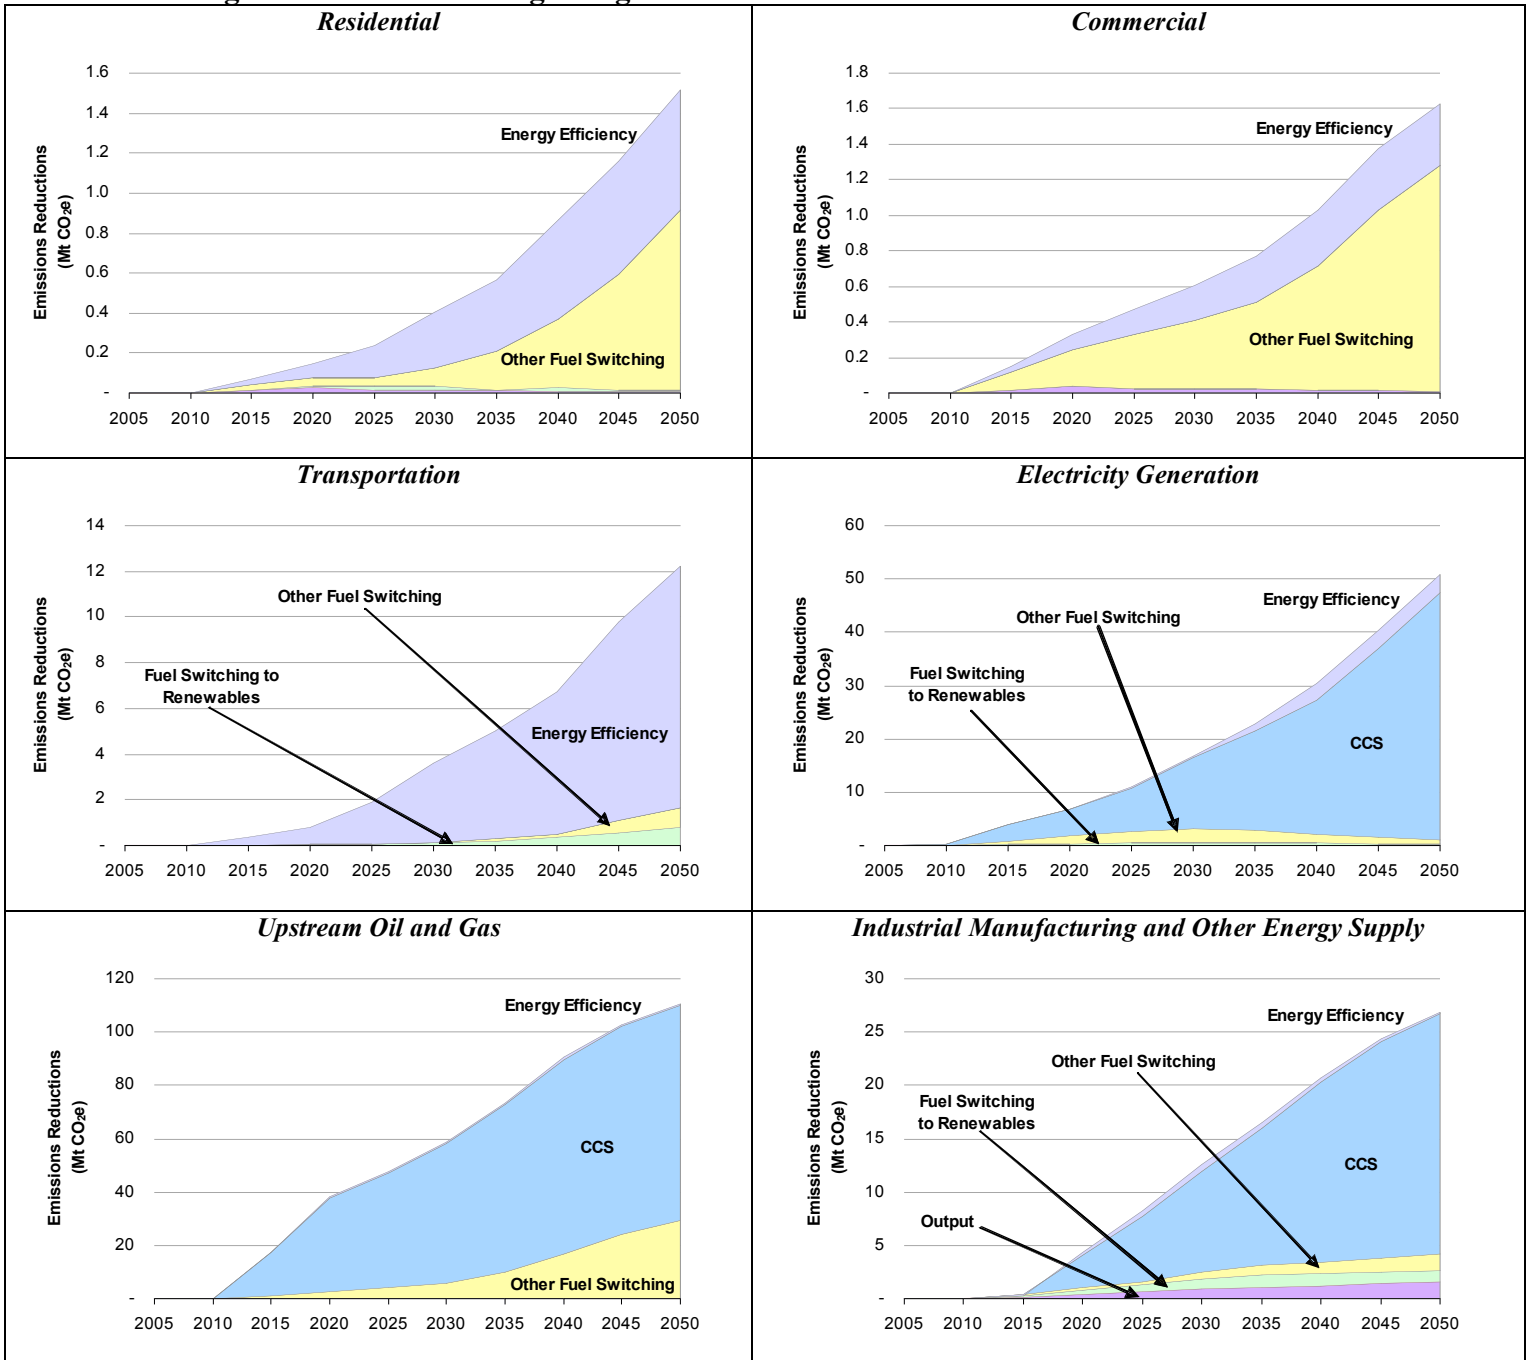 Residential
1.6
1.4
1.2
1.0
0.8
0.6
0.4
0.2
-
Emissions Reductions
(Mt CO₂e)
Energy Efficiency
Other Fuel Switching
2005 2010 2015 2020 2025 2030 2035 2040 2045 2050
Commercial
1.8
1.6
1.4
1.2
1.0
0.8
0.6
0.4
0.2
-
Emissions Reductions
(Mt CO₂e)
Energy Efficiency
Other Fuel Switching
2005 2010 2015 2020 2025 2030 2035 2040 2045 2050
Transportation
14
12
10
8
6
4
2
-
Emissions Reductions
(Mt CO₂e)
Other Fuel Switching
Fuel Switching to
Renewables
Energy Efficiency
2005 2010 2015 2020 2025 2030 2035 2040 2045 2050
Electricity Generation
60
50
40
30
20
10
-
Emissions Reductions
(Mt CO₂e)
Energy Efficiency
Other Fuel Switching
Fuel Switching
to Renewables
CCS
2005 2010 2015 2020 2025 2030 2035 2040 2045 2050
Upstream Oil and Gas
120
100
80
60
40
20
-
Emissions Reductions
(Mt CO₂e)
Energy Efficiency
CCS
Other Fuel Switching
2005 2010 2015 2020 2025 2030 2035 2040 2045 2050
Industrial Manufacturing and Other Energy Supply
30
25
20
15
10
5
-
Emissions Reductions
(Mt CO₂e)
Energy Efficiency
Other Fuel Switching
Fuel Switching
to Renewables
CCS
Output
2005 2010 2015 2020 2025 2030 2035 2040 2045 2050